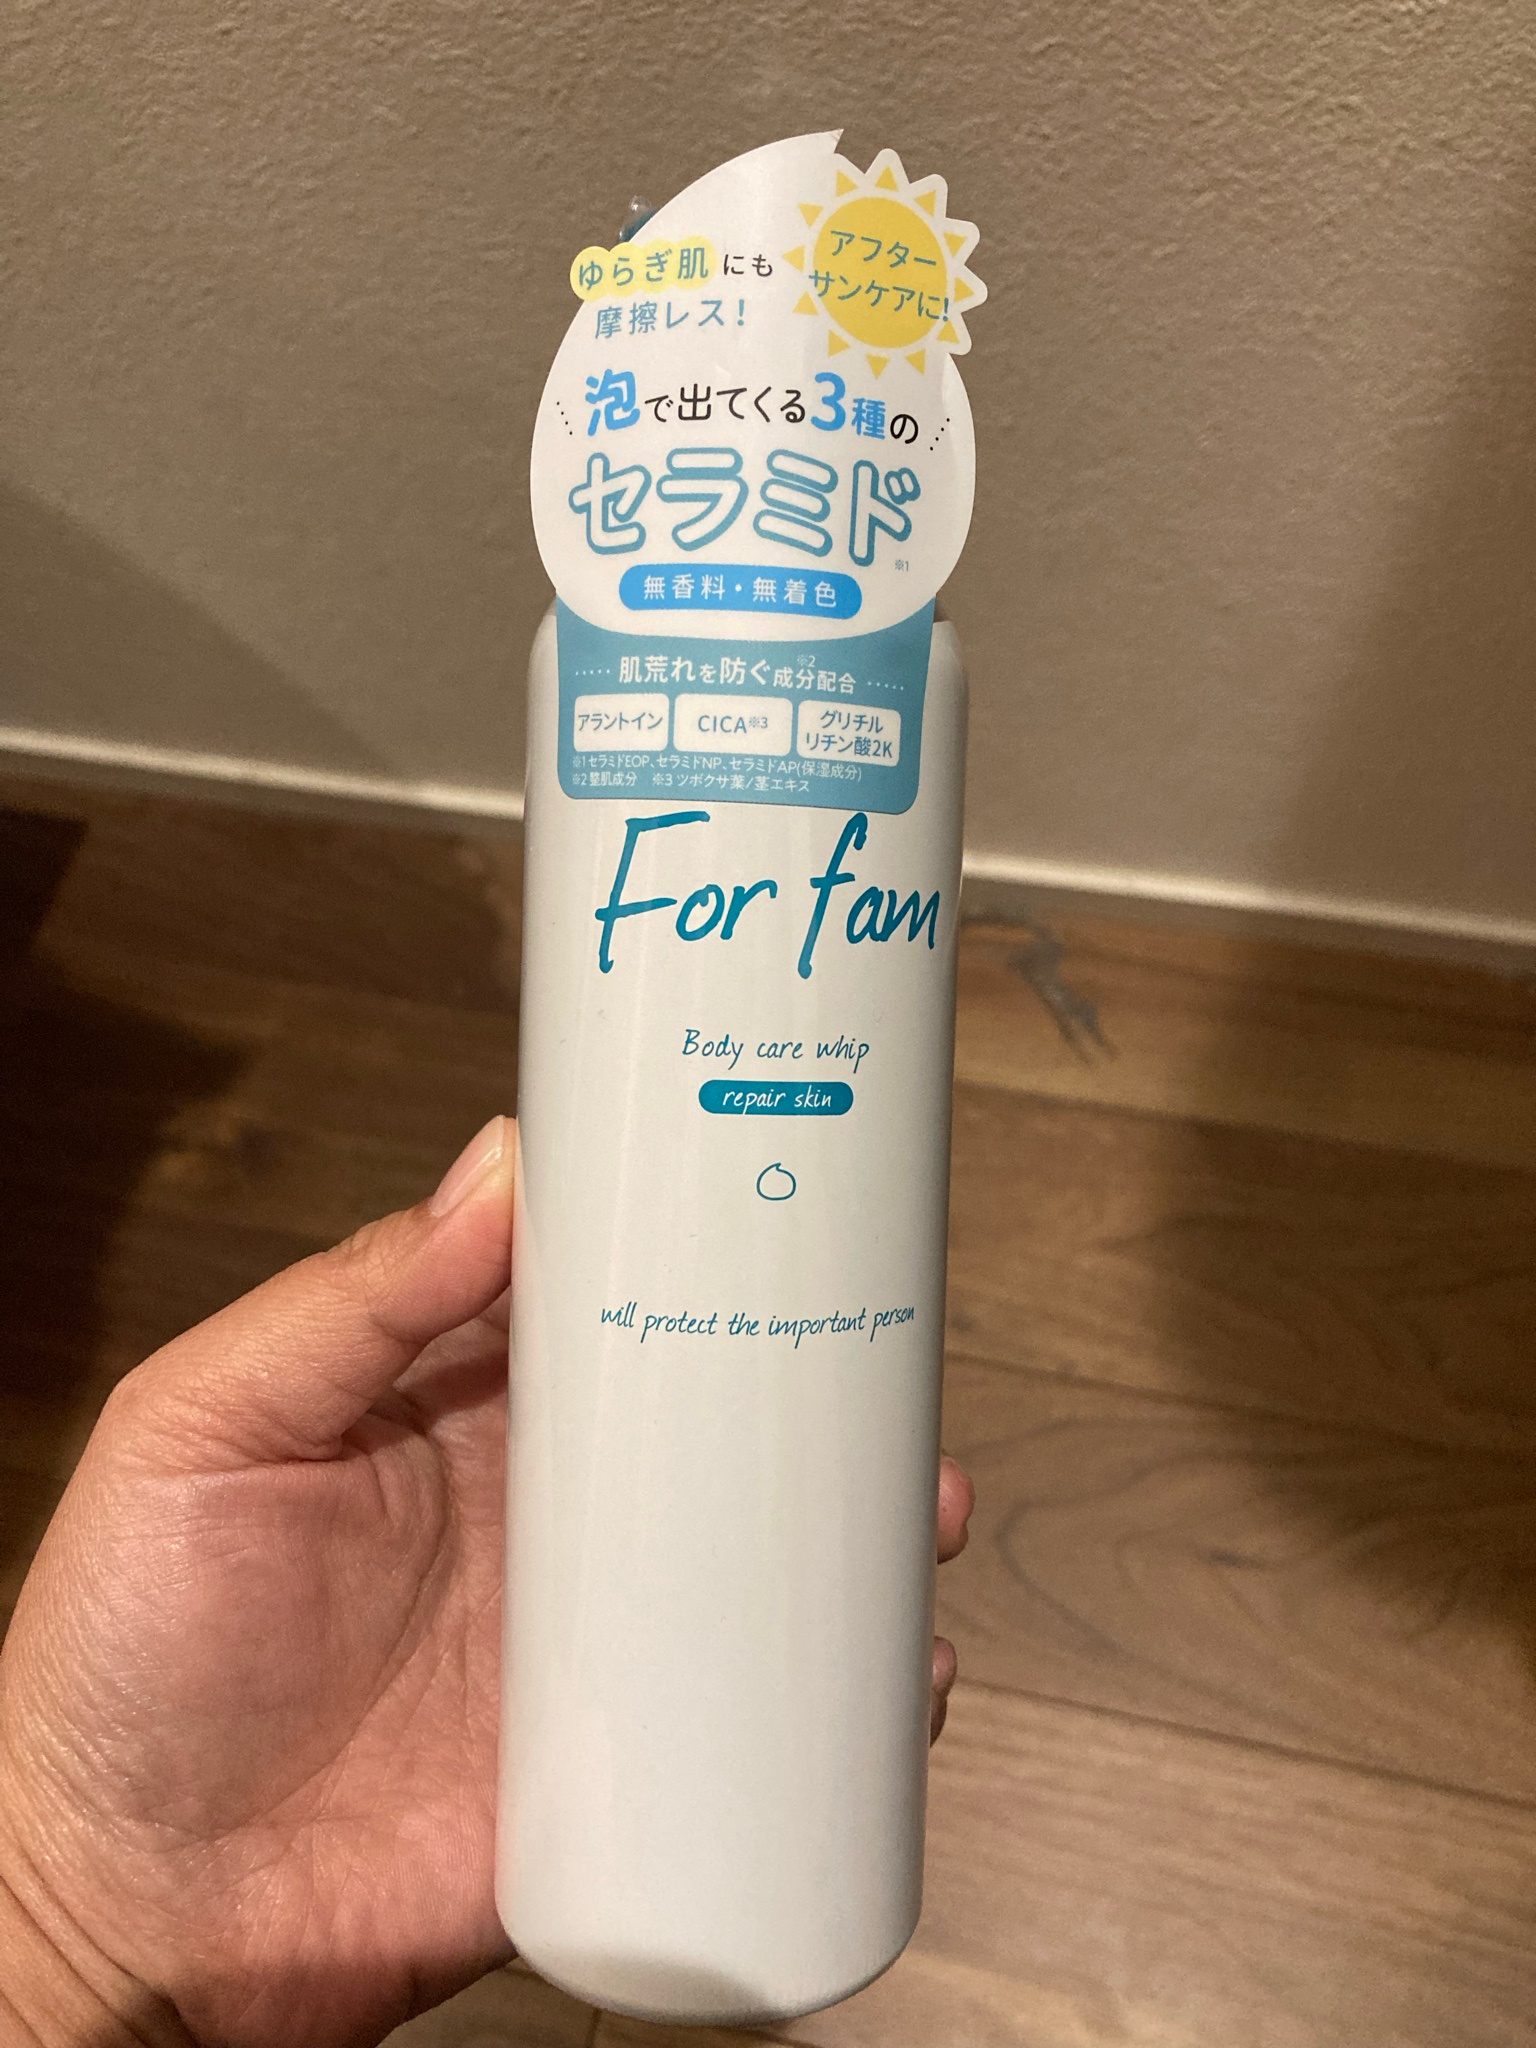 ゆらぎ肌にも
摩擦レス！
アフター
サンケアに！
泡で出てくる3種の
セラミド※1
無香料・無着色
肌荒れを防ぐ成分配合※2
アラントイン
CICA※3
グリチル
リチン酸2K
※1 セラミドEOP、セラミドNP、セラミドAP(保湿成分)
※2 整肌成分 ※3 ツボクサ葉/茎エキス
For fam
Body care whip
repair skin
will protect the important person